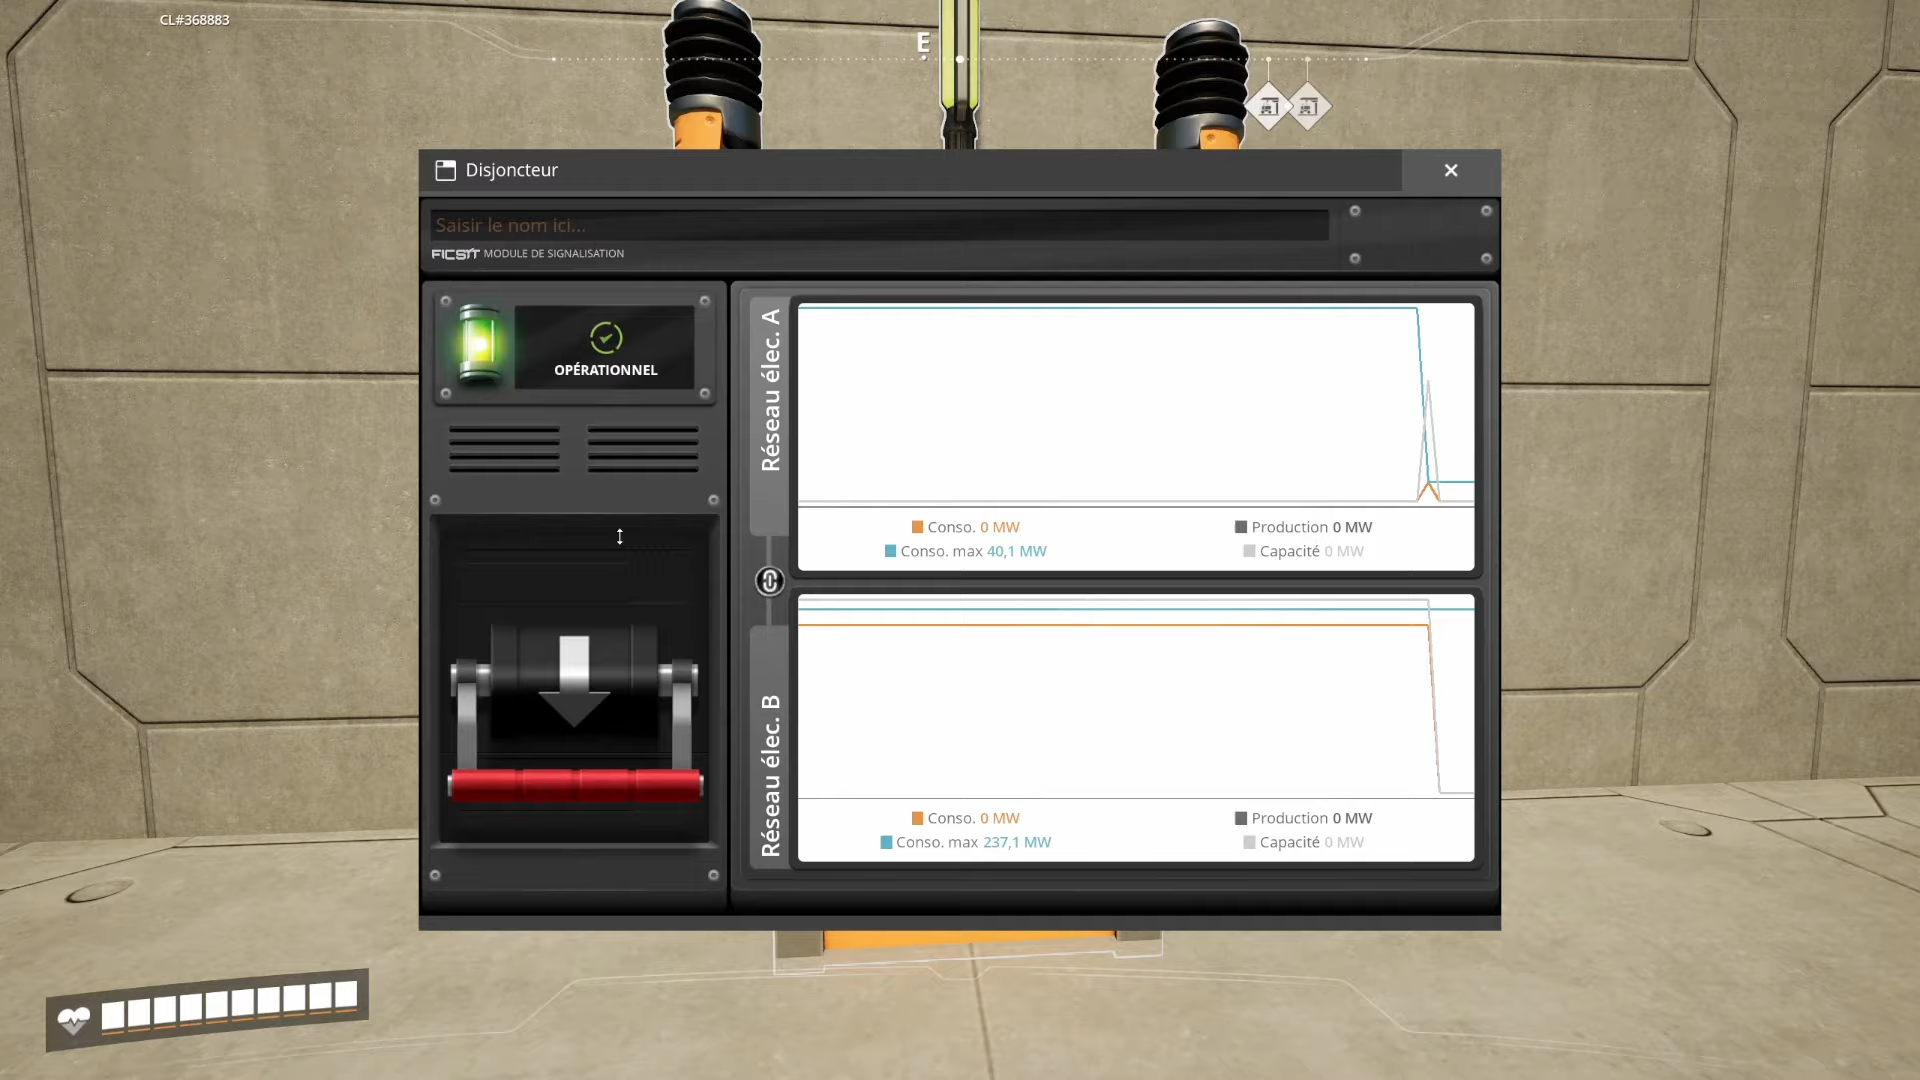 CL#368883
E
Disjoncteur
Saisir le nom ici...
FICSIT MODULE DE SIGNALISATION
OPÉRATIONNEL
Réseau élec. A
Conso. 0 MW
Production 0 MW
Conso. max 40,1 MW
Capacité 0 MW
Réseau élec. B
Conso. 0 MW
Production 0 MW
Conso. max 237,1 MW
Capacité 0 MW